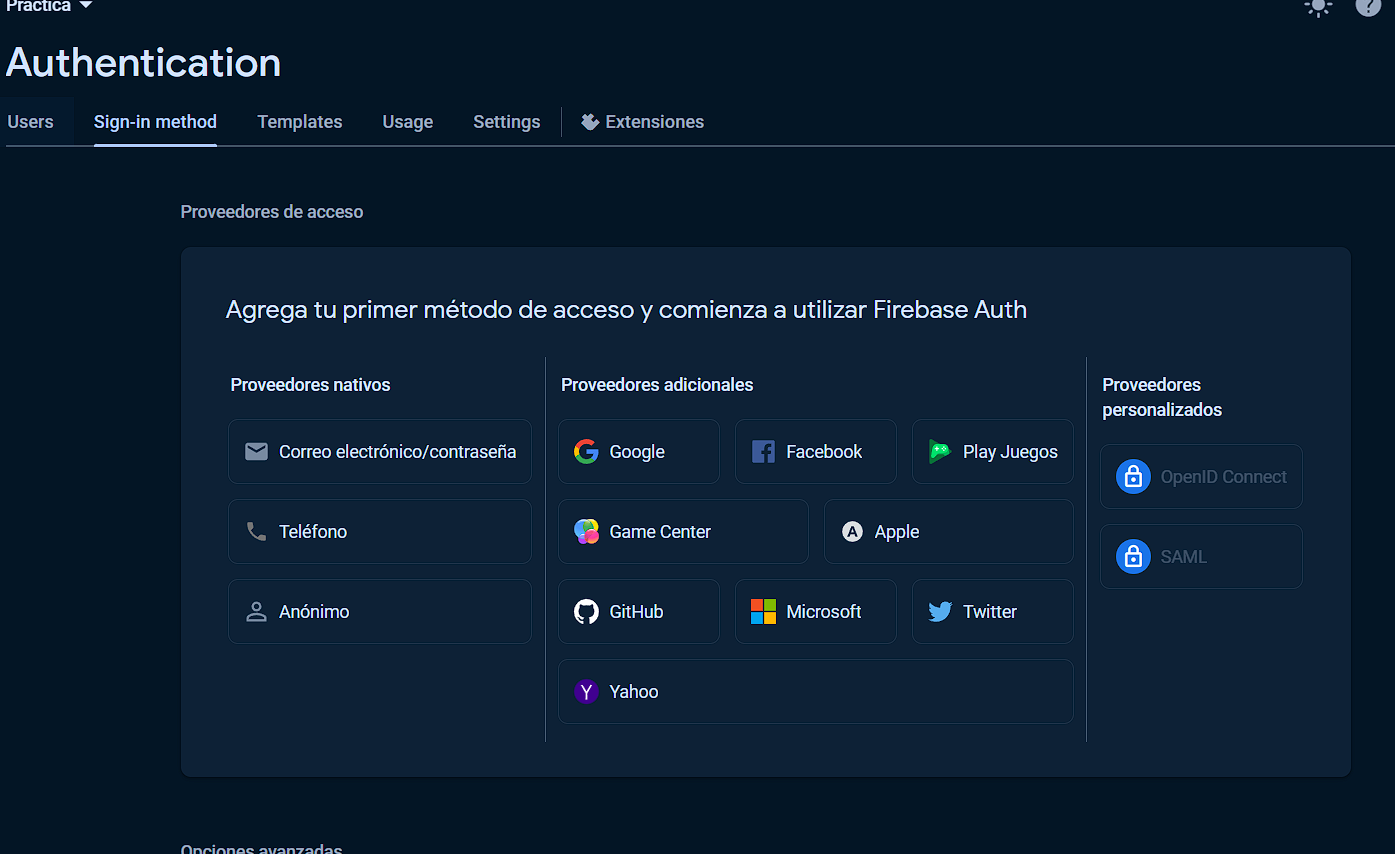 Práctica
Authentication
Users Sign-in method Templates Usage Settings Extensiones
Proveedores de acceso
Agrega tu primer método de acceso y comienza a utilizar Firebase Auth
Proveedores nativos
Correo electrónico/contraseña
Teléfono
Anónimo
Proveedores adicionales
Google Facebook Play Juegos
Game Center Apple
GitHub Microsoft Twitter
Yahoo
Proveedores
personalizados
OpenID Connect
SAML
Opciones avanzadas